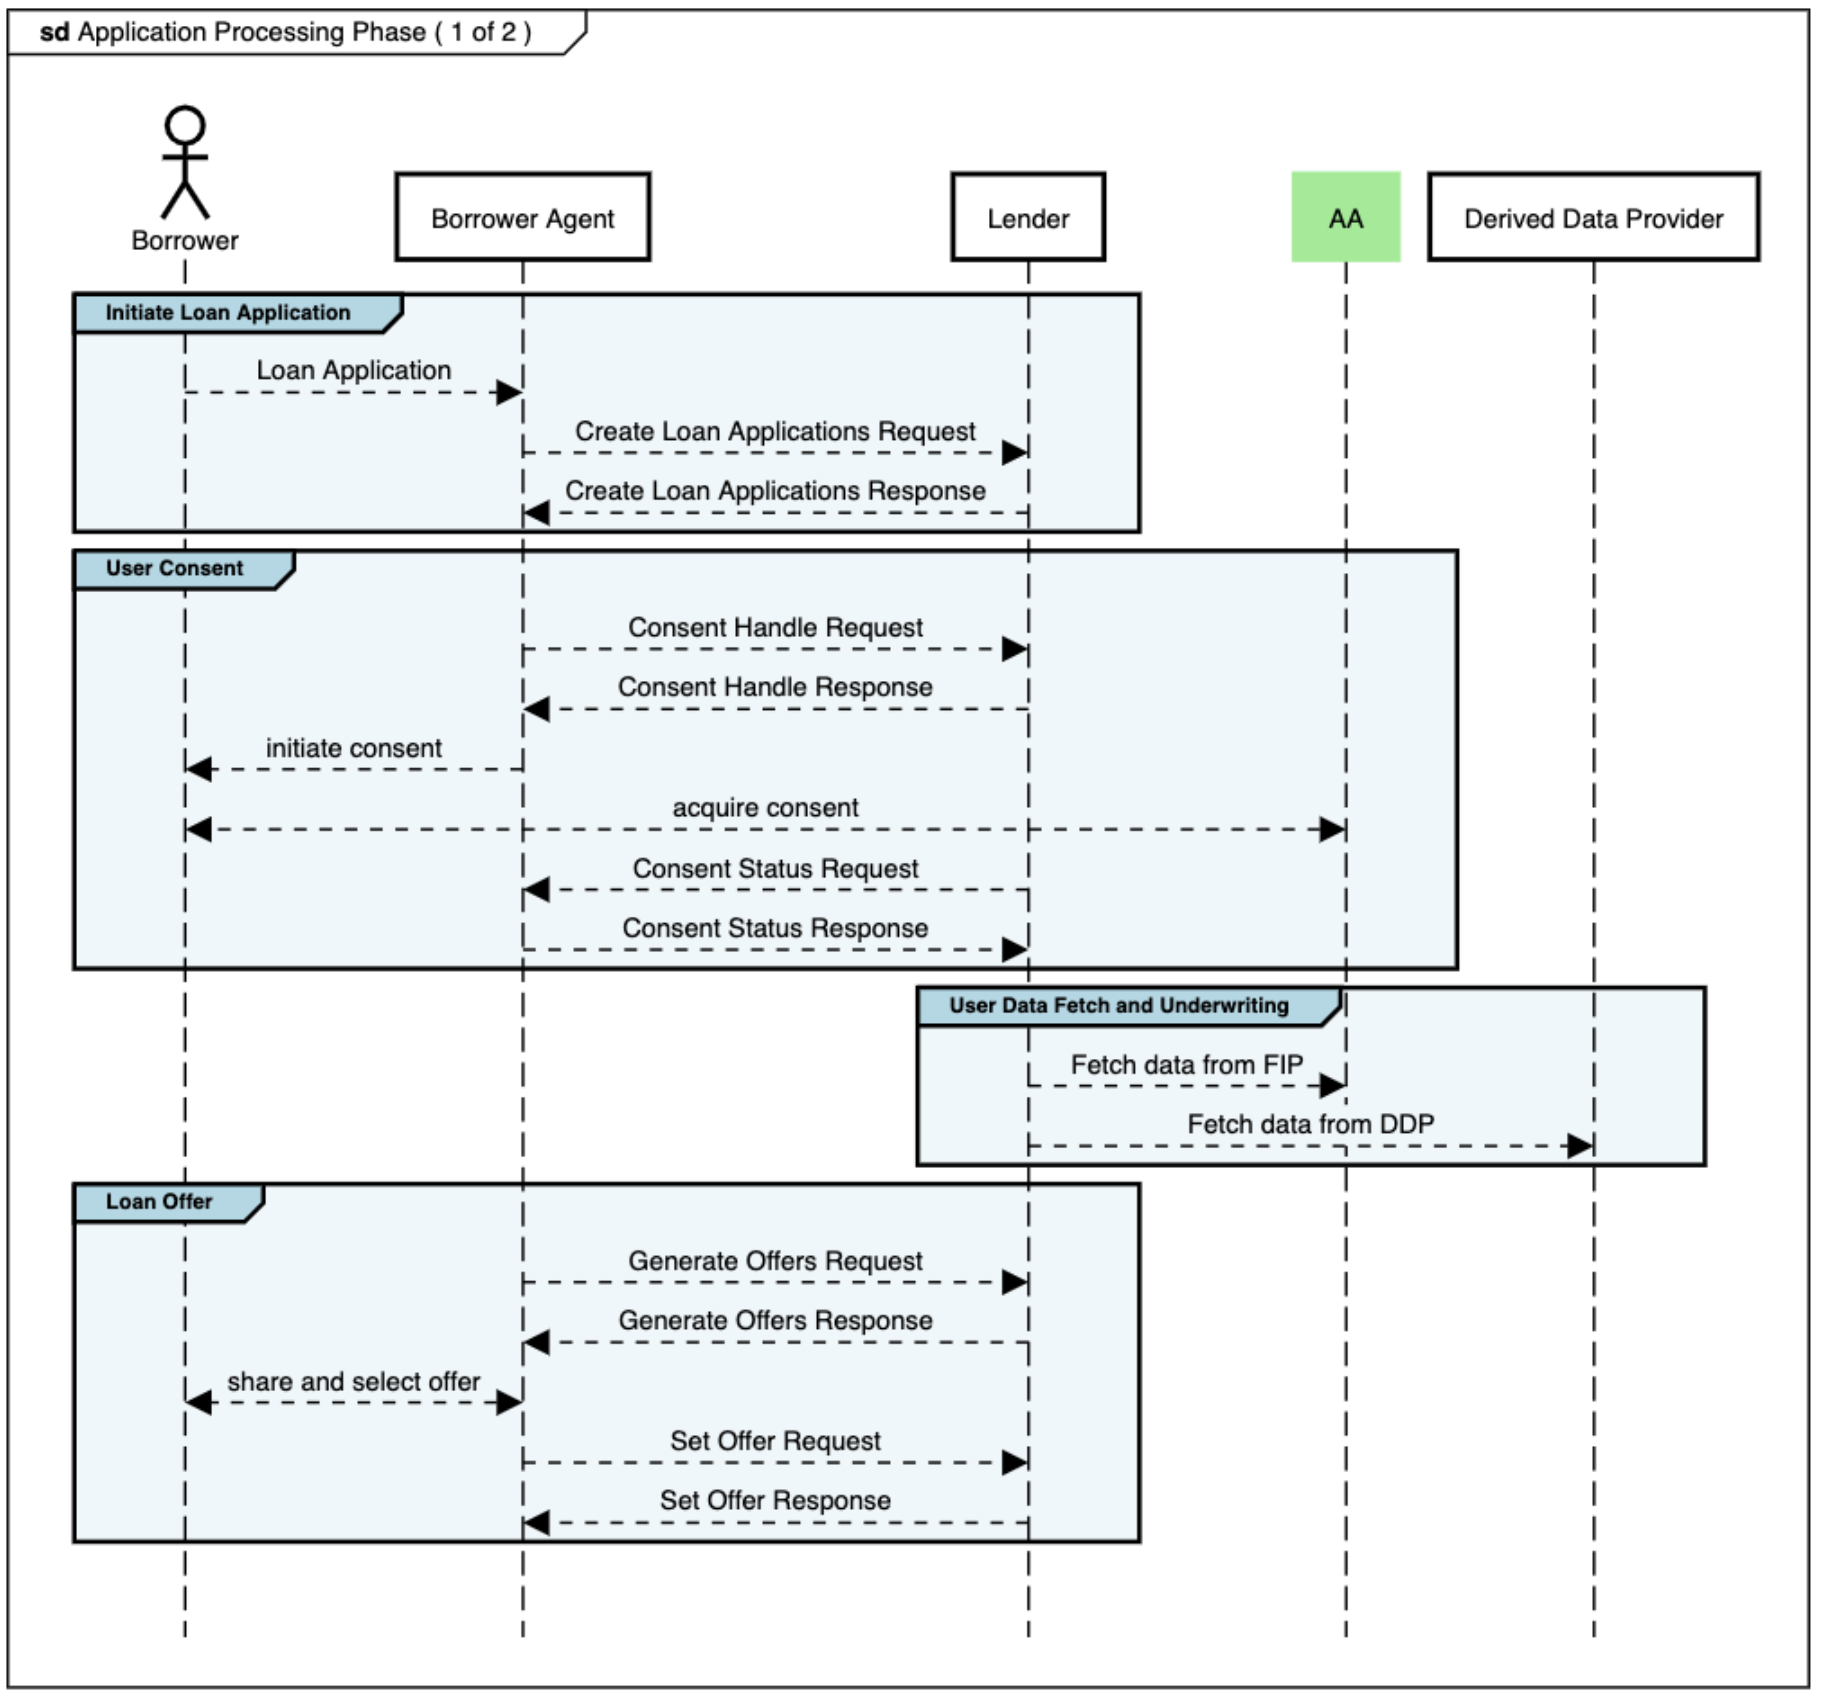 sd Application Processing Phase ( 1 of 2 )
Borrower
Borrower Agent
Lender
AA
Derived Data Provider
Initiate Loan Application
Loan Application
Create Loan Applications Request
Create Loan Applications Response
User Consent
Consent Handle Request
Consent Handle Response
initiate consent
acquire consent
Consent Status Request
Consent Status Response
User Data Fetch and Underwriting
Fetch data from FIP
Fetch data from DDP
Loan Offer
Generate Offers Request
Generate Offers Response
share and select offer
Set Offer Request
Set Offer Response